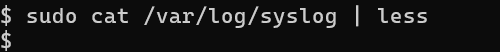 $ sudo cat /var/log/syslog | less
$